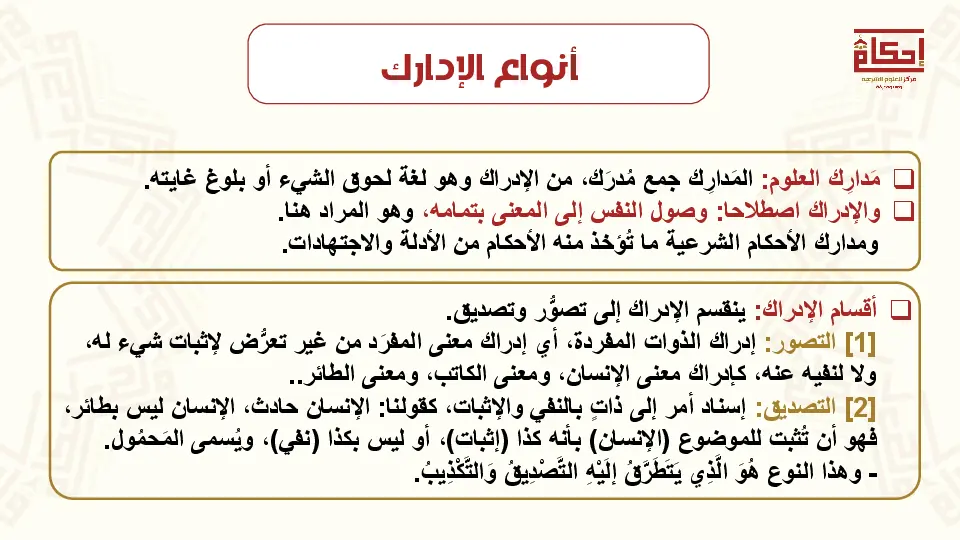 أنواع الإدارك
إحكام
مركز للعلوم الشرعية
❑ مَدارِك العلوم: المَدارِك جمع مُدرَك، من الإدراك وهو لغة لحوق الشيء أو بلوغ غايته.
❑ والإدراك اصطلاحا: وصول النفس إلى المعنى بتمامه، وهو المراد هنا.
ومدارك الأحكام الشرعية ما تُؤخذ منه الأحكام من الأدلة والاجتهادات.
❑ أقسام الإدراك: ينقسم الإدراك إلى تصوُّر وتصديق.
[1] التصور: إدراك الذوات المفردة، أي إدراك معنى المفرَد من غير تعرُّض لإثبات شيء له،
ولا لنفيه عنه، كإدراك معنى الإنسان، ومعنى الكاتب، ومعنى الطائر..
[2] التصديق: إسناد أمر إلى ذاتٍ بالنفي والإثبات، كقولنا: الإنسان حادث، الإنسان ليس بطائر،
فهو أن تُثبت للموضوع (الإنسان) بأنه كذا (إثبات)، أو ليس بكذا (نفي)، ويُسمى المَحمُول.
- وهذا النوع هُوَ الَّذِي يَتَطَرَّقُ إلَيْهِ التَّصْدِيقُ وَالتَّكْذِيبُ.